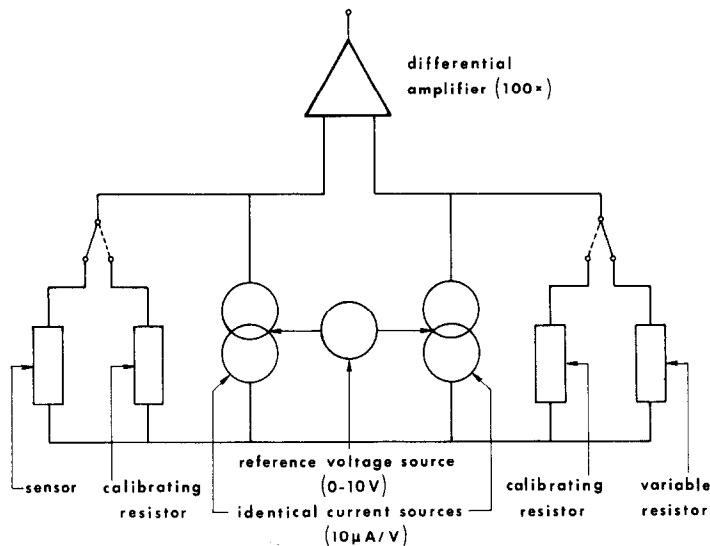 differential
amplifier (100×)
reference voltage source
(0-10V)
sensor
calibrating
resistor
identical current sources
(10µA/V)
calibrating
resistor
variable
resistor